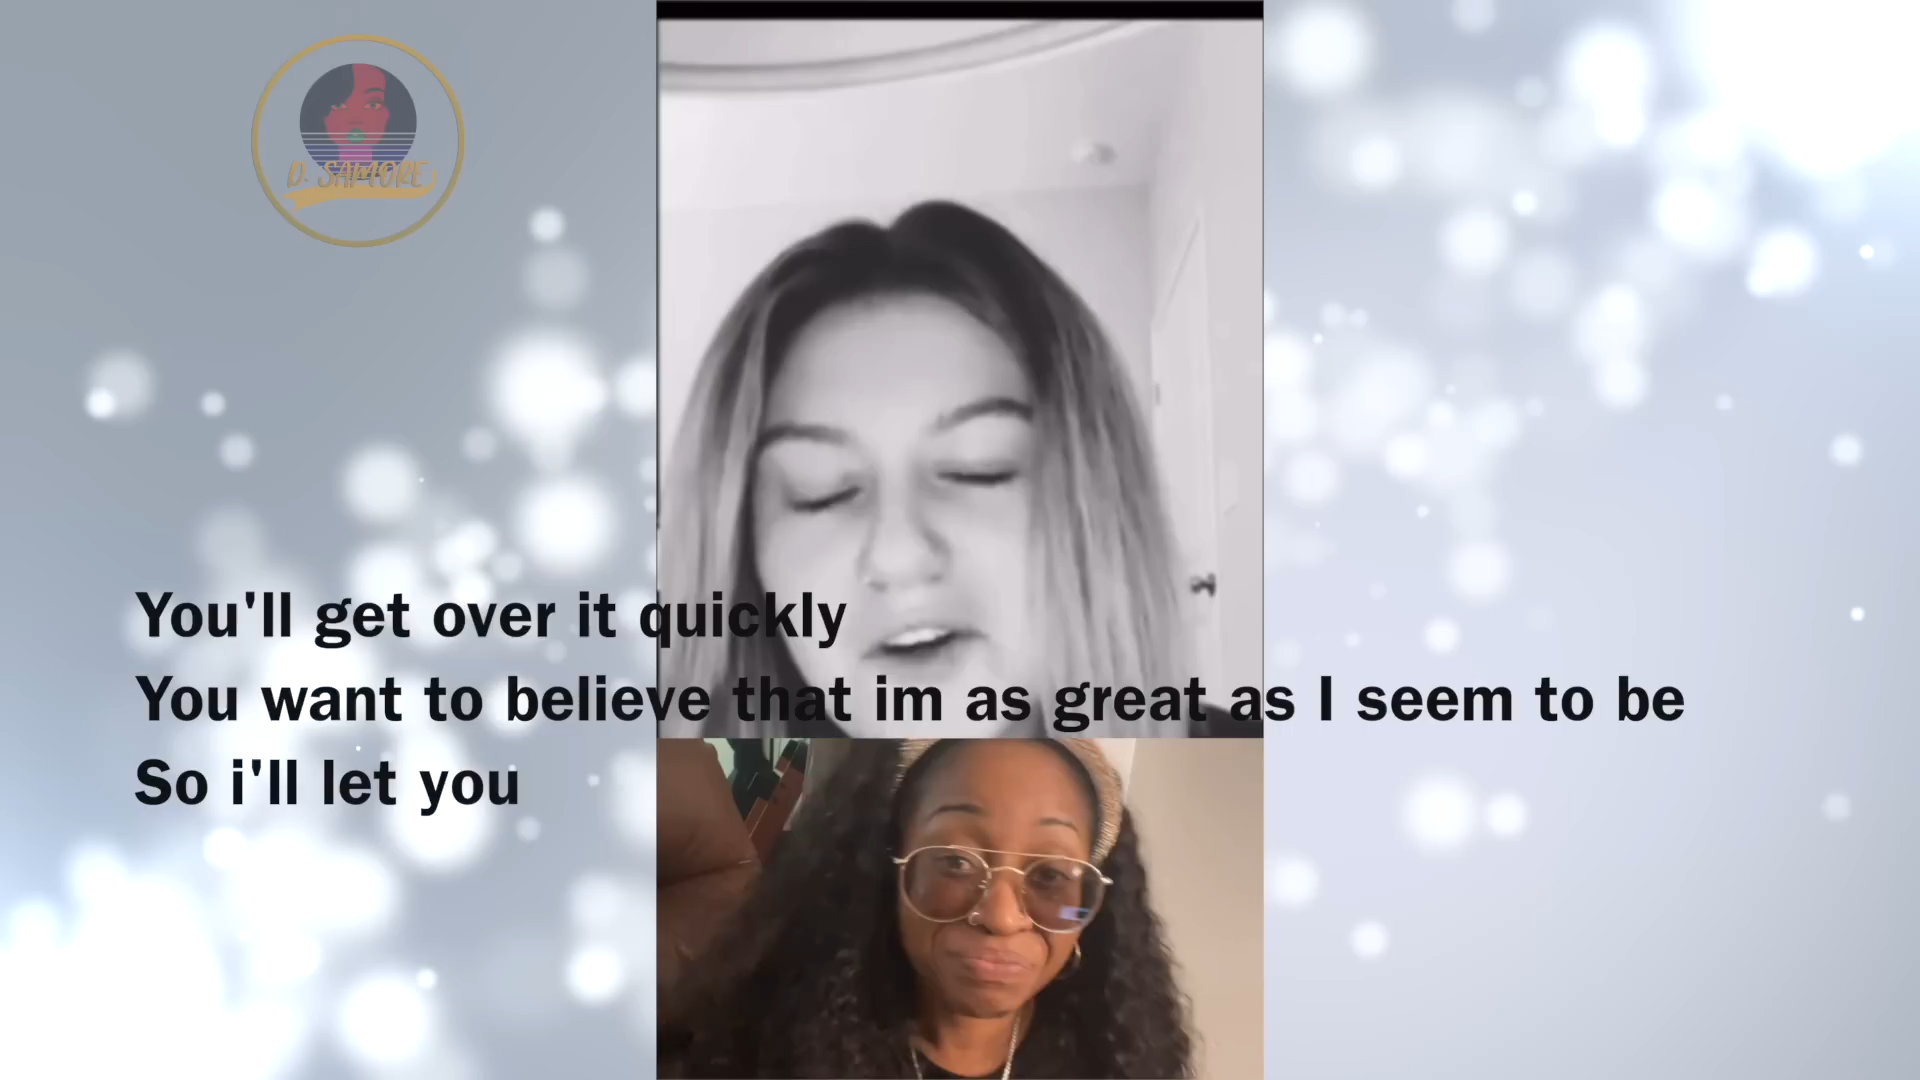 D. SAMORE
You'll get over it quickly
You want to believe that im as great as I seem to be
So i'll let you